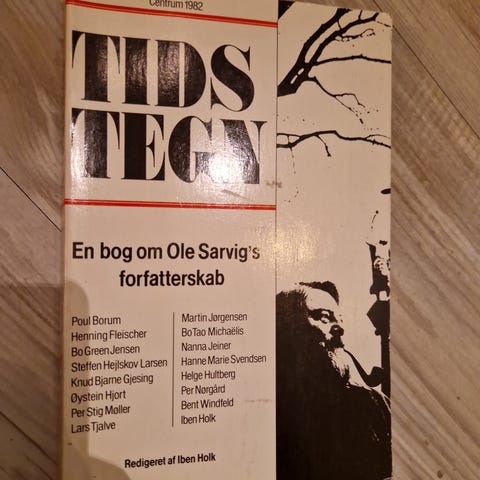 Centrum 1982
TIDS
TEGN
En bog om Ole Sarvig's
forfatterskab
Poul Borum
Henning Fleischer
Bo Green Jensen
Steffen Hejlskov Larsen
Knud Bjarne Gjesing
Øystein Hjort
Per Stig Møller
Lars Tjalve
Martin Jørgensen
Bo Tao Michaëlis
Nanna Jeiner
Hanne Marie Svendsen
Helge Hultberg
Per Nørgård
Bent Windfeld
Iben Holk
Redigeret af Iben Holk